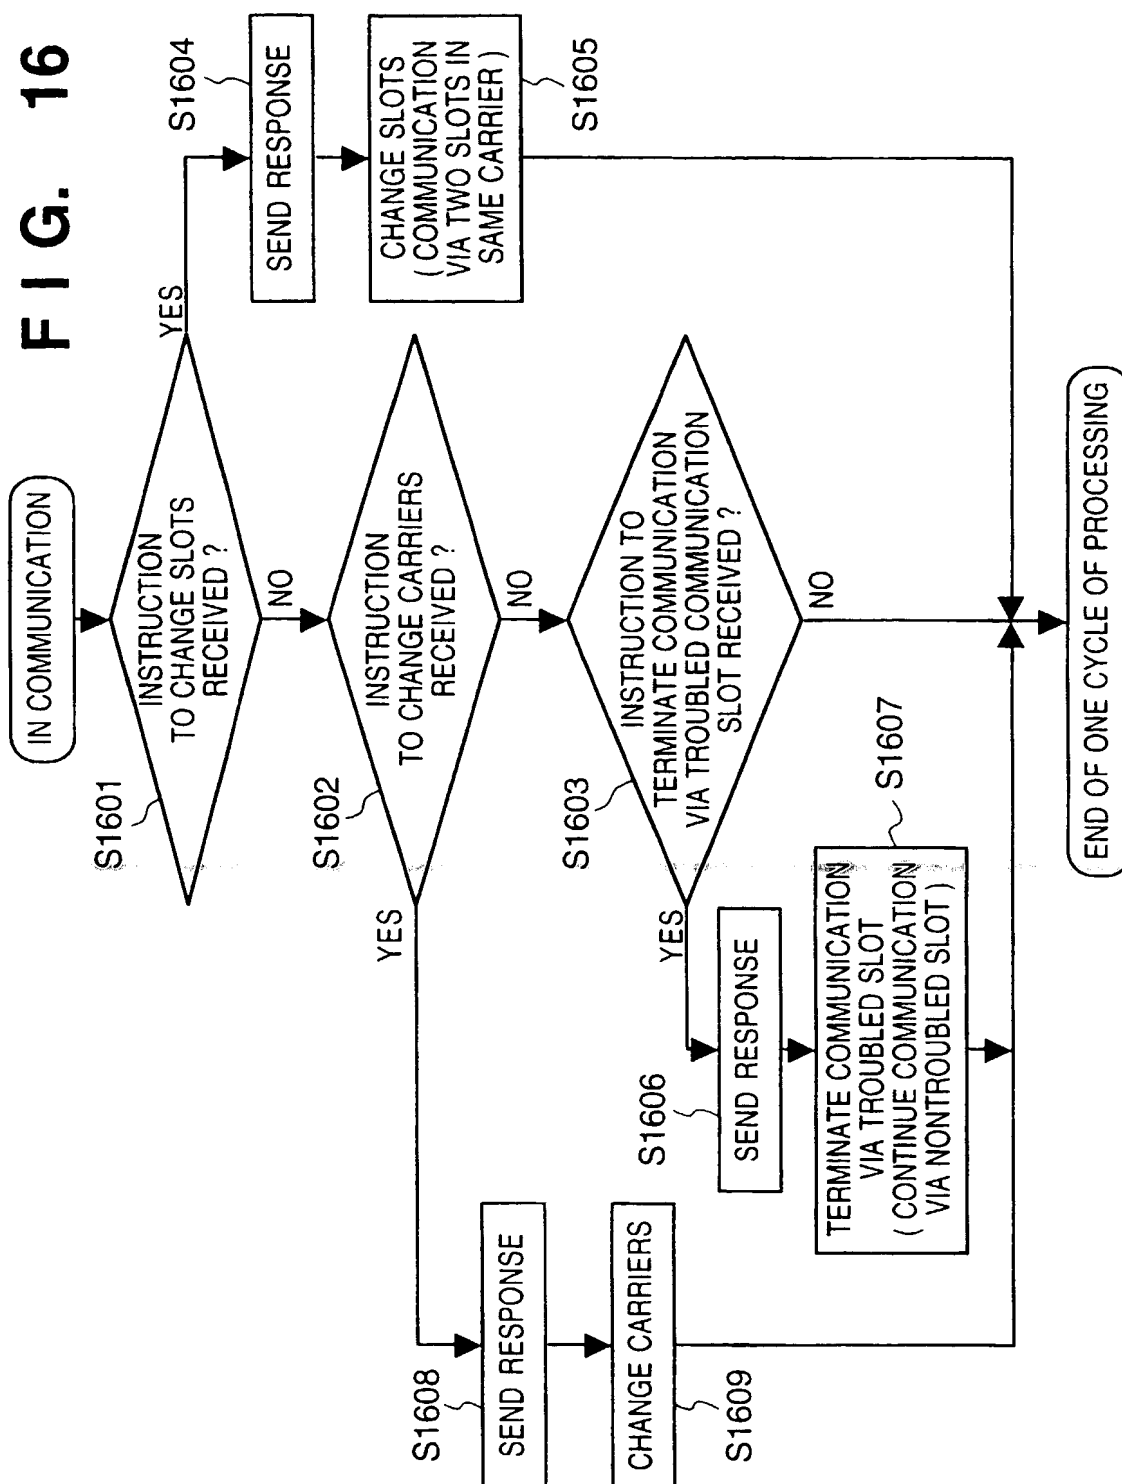 FIG. 16
IN COMMUNICATION
S1601
INSTRUCTION
TO CHANGE SLOTS
RECEIVED ?
YES
NO
S1604
SEND RESPONSE
CHANGE SLOTS
( COMMUNICATION
VIA TWO SLOTS IN
SAME CARRIER )
S1605
S1602
INSTRUCTION
TO CHANGE CARRIERS
RECEIVED ?
YES
NO
S1603
INSTRUCTION TO
TERMINATE COMMUNICATION
VIA TROUBLED COMMUNICATION
SLOT RECEIVED ?
YES
NO
S1606
SEND RESPONSE
S1607
TERMINATE COMMUNICATION
VIA TROUBLED SLOT
( CONTINUE COMMUNICATION
VIA NONTROUBLED SLOT )
S1608
SEND RESPONSE
CHANGE CARRIERS
S1609
END OF ONE CYCLE OF PROCESSING